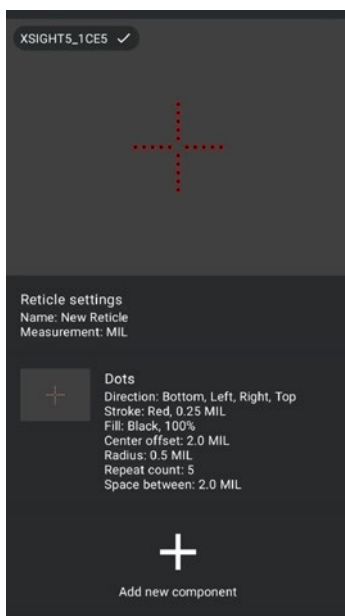 XSIGHT5_1CE5
Reticle settings
Name: New Reticle
Measurement: MIL
Dots
Direction: Bottom, Left, Right, Top
Stroke: Red, 0.25 MIL
Fill: Black, 100%
Center offset: 2.0 MIL
Radius: 0.5 MIL
Repeat count: 5
Space between: 2.0 MIL
Add new component